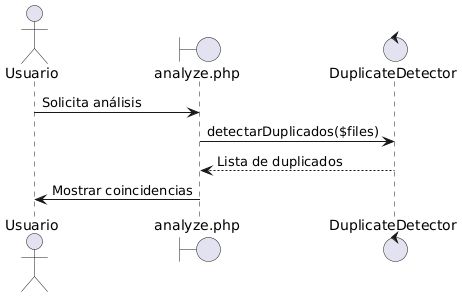 Usuario
analyze.php
DuplicateDetector
Solicita análisis
detectarDuplicados($files)
Lista de duplicados
Mostrar coincidencias
Usuario
analyze.php
DuplicateDetector